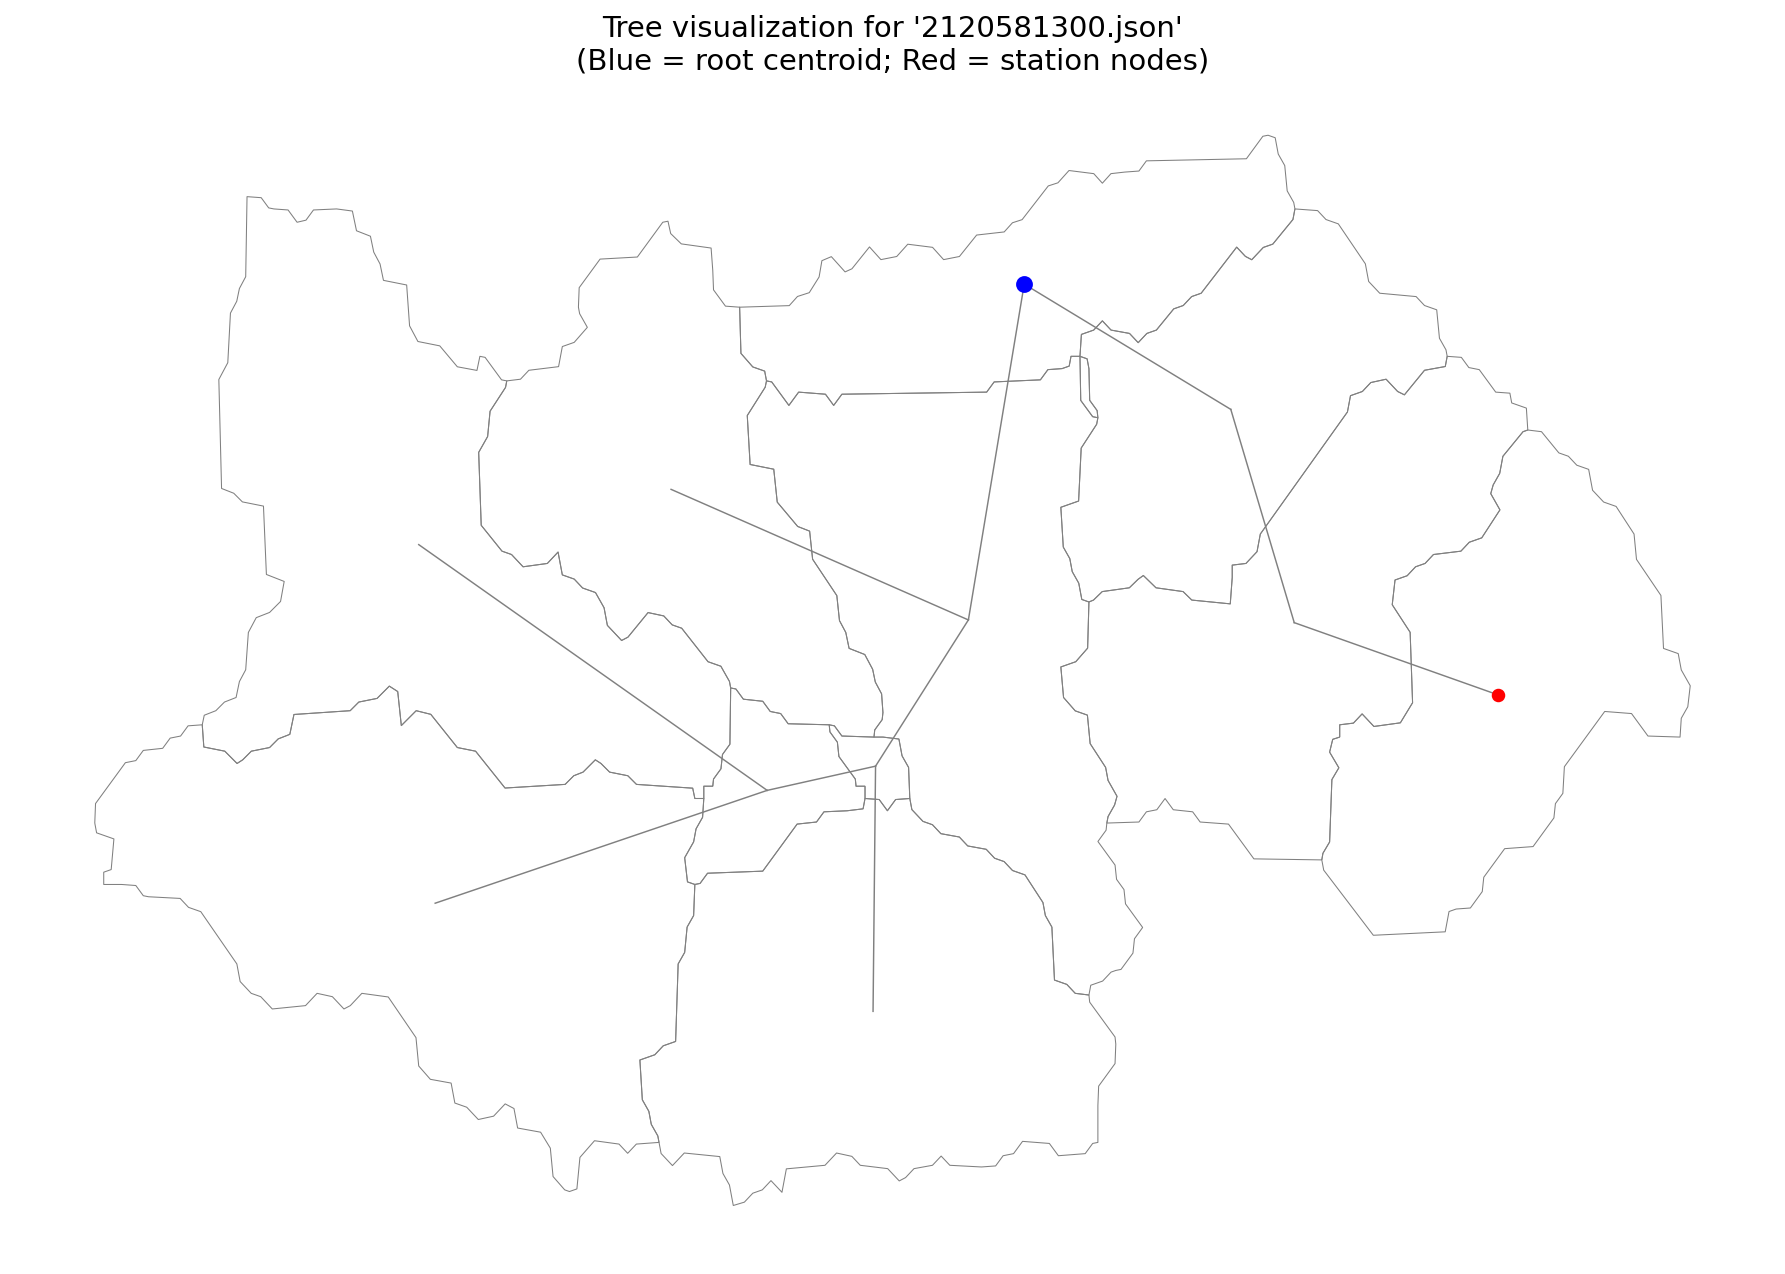 Tree visualization for '2120581300.json'
(Blue = root centroid; Red = station nodes)